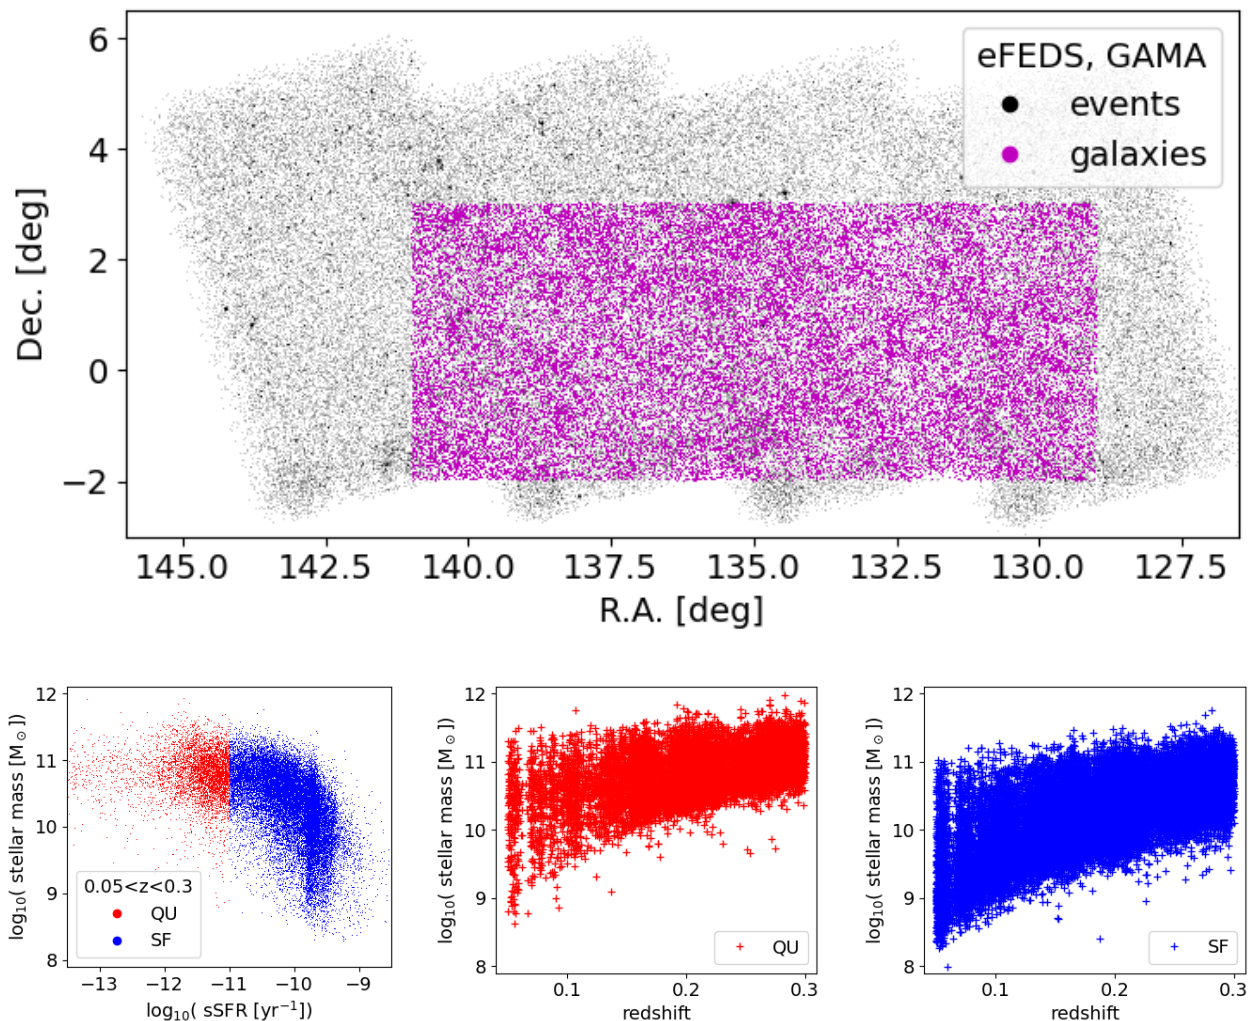 eFEDS, GAMA
events
galaxies
Dec. [deg]
6
4
2
0
−2
145.0 142.5 140.0 137.5 135.0 132.5 130.0 127.5
R.A. [deg]
log₁₀( stellar mass [M☉])
12
11
10
9
8
0.05<z<0.3
QU
SF
−13 −12 −11 −10 −9
log₁₀( sSFR [yr⁻¹])
log₁₀( stellar mass [M☉])
12
11
10
9
8
QU
0.1 0.2 0.3
redshift
log₁₀( stellar mass [M☉])
12
11
10
9
8
SF
0.1 0.2 0.3
redshift